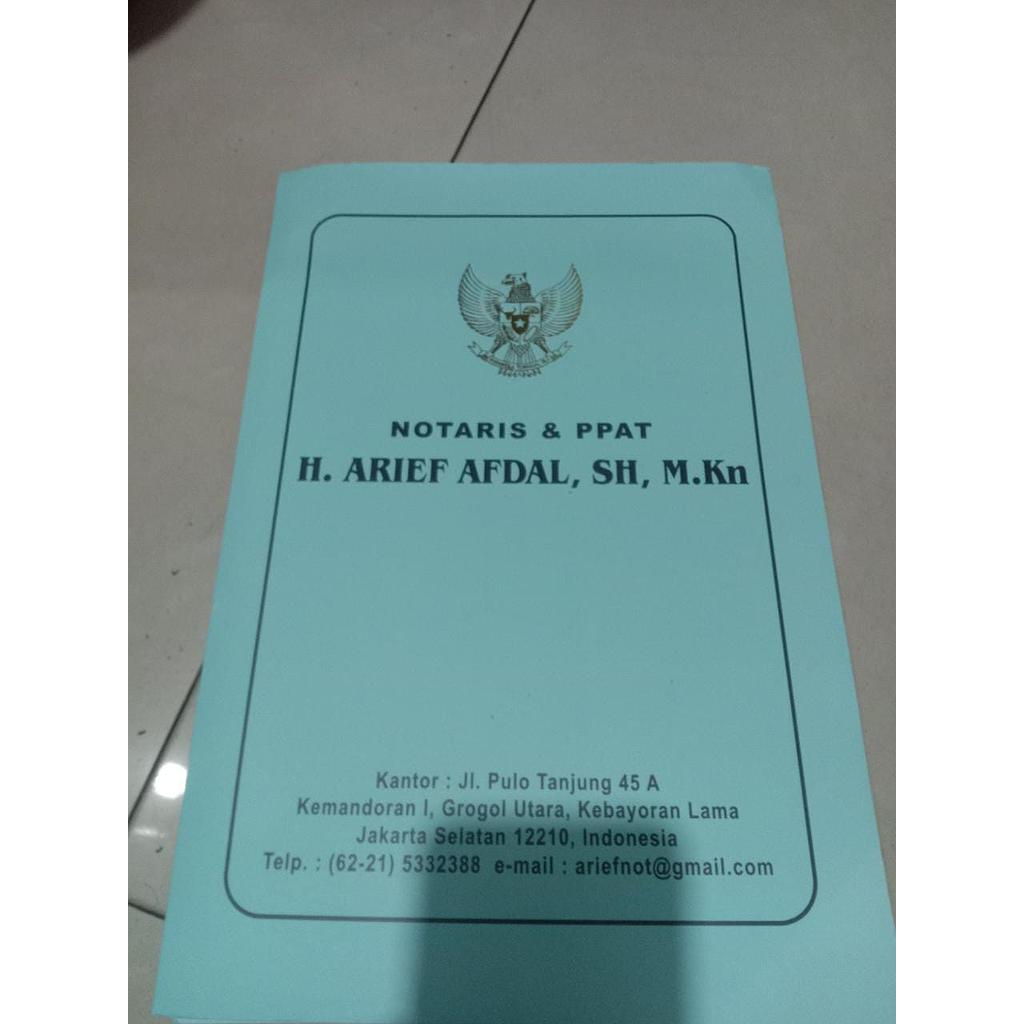 NOTARIS & PPAT
H. ARIEF AFDAL, SH, M.Kn
Kantor : Jl. Pulo Tanjung 45 A
Kemandoran I, Grogol Utara, Kebayoran Lama
Jakarta Selatan 12210, Indonesia
Telp. : (62-21) 5332388 e-mail : ariefnot@gmail.com